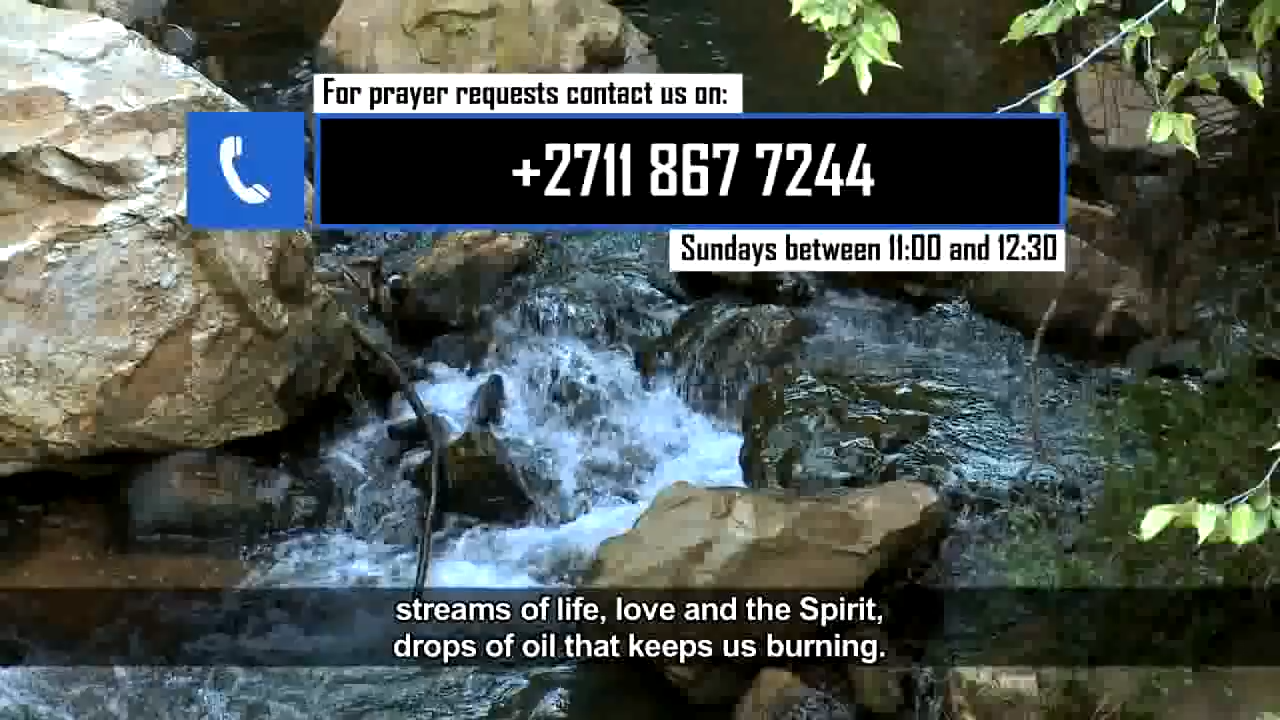 For prayer requests contact us on:
+2711 867 7244
Sundays between 11:00 and 12:30
streams of life, love and the Spirit,
drops of oil that keeps us burning.